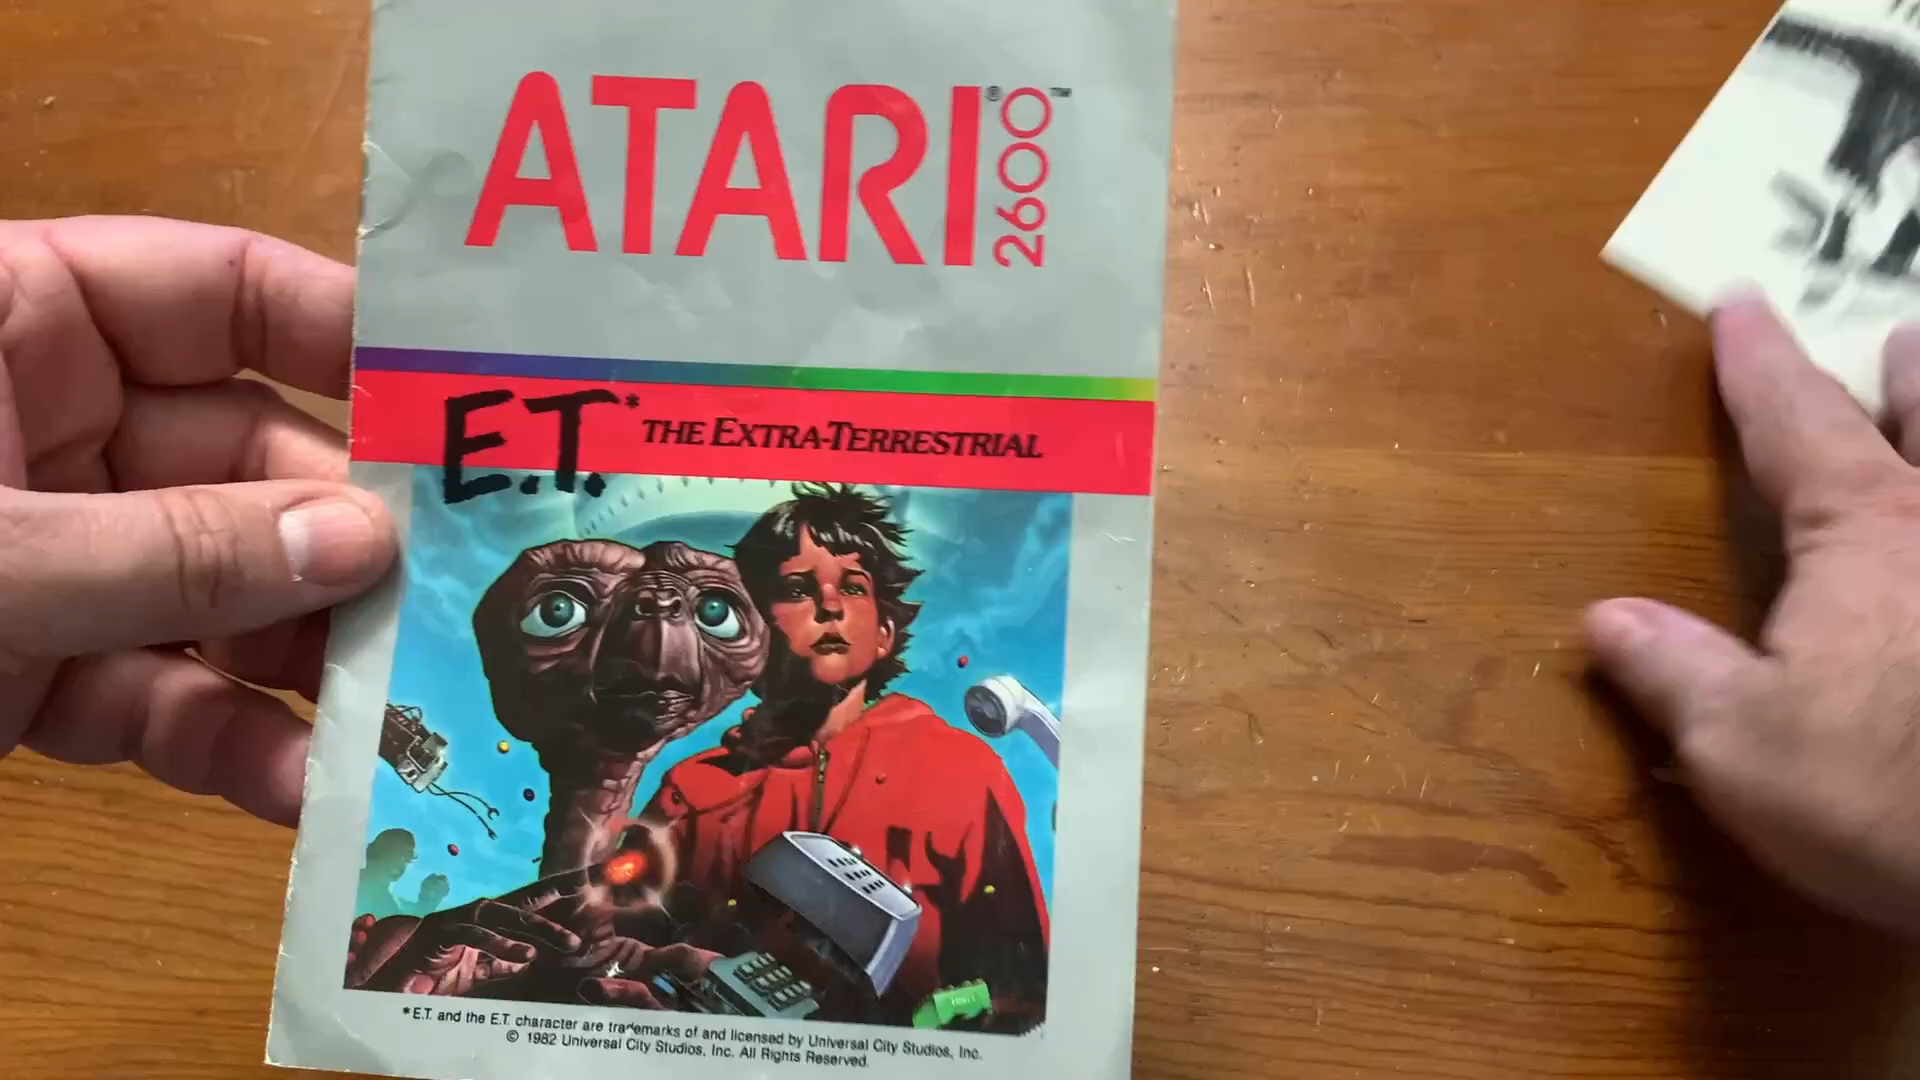 ATARI® 2600™
E.T.* THE EXTRA-TERRESTRIAL
*E.T. and the E.T. character are trademarks of and licensed by Universal City Studios, Inc.
© 1982 Universal City Studios, Inc. All Rights Reserved.